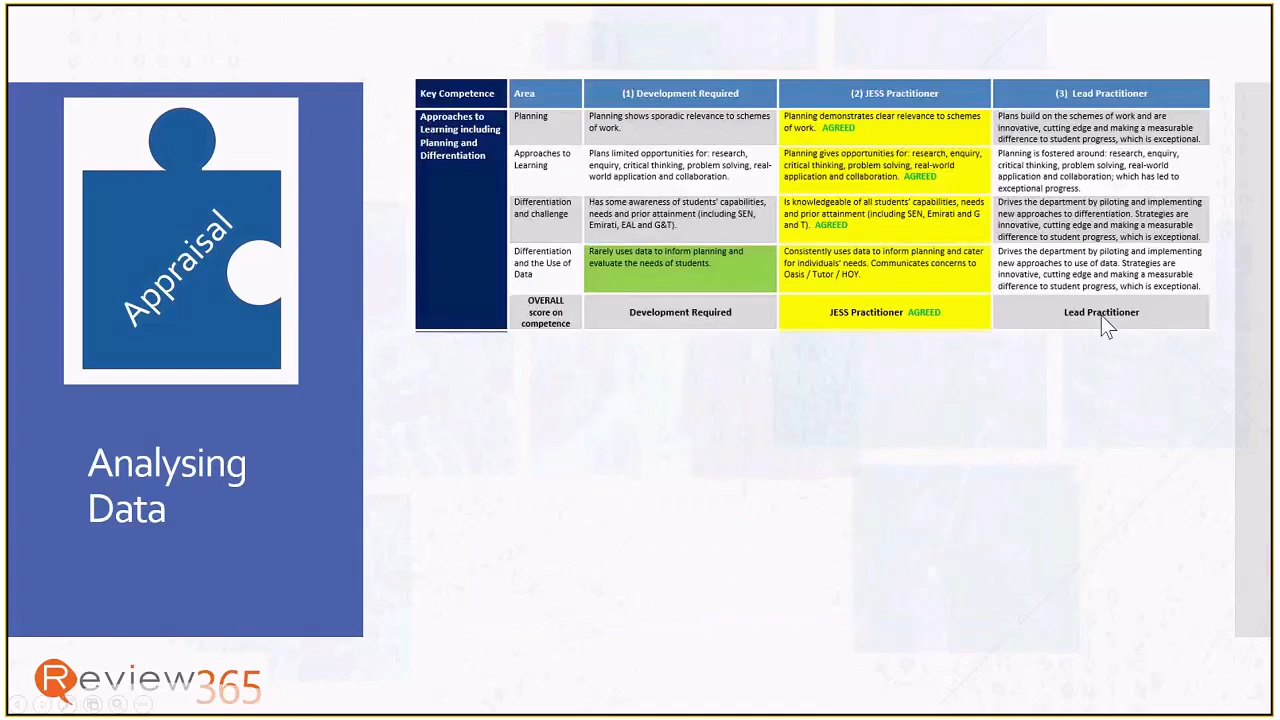 Appraisal
Analysing
Data
Key Competence
Area
(1) Development Required
(2) JESS Practitioner
(3) Lead Practitioner
Approaches to
Learning including
Planning and
Differentiation
Planning
Planning shows sporadic relevance to schemes
of work.
Planning demonstrates clear relevance to schemes
of work. AGREED
Plans build on the schemes of work and are
innovative, cutting edge and making a measurable
difference to student progress, which is exceptional.
Approaches to
Learning
Plans limited opportunities for: research,
enquiry, critical thinking, problem solving, real-
world application and collaboration.
Planning gives opportunities for: research, enquiry,
critical thinking, problem solving, real-world
application and collaboration. AGREED
Planning is fostered around: research, enquiry,
critical thinking, problem solving, real-world
application and collaboration; which has led to
exceptional progress.
Differentiation
and challenge
Has some awareness of students' capabilities,
needs and prior attainment (including SEN,
Emirati, EAL and G&T).
Is knowledgeable of all students' capabilities, needs
and prior attainment (including SEN, Emirati and G
and T). AGREED
Drives the department by piloting and implementing
new approaches to differentiation. Strategies are
innovative, cutting edge and making a measurable
difference to student progress, which is exceptional.
Differentiation
and the Use of
Data
Rarely uses data to inform planning and
evaluate the needs of students.
Consistently uses data to inform planning and cater
for individuals' needs. Communicates concerns to
Oasis / Tutor / HOY.
Drives the department by piloting and implementing
new approaches to use of data. Strategies are
innovative, cutting edge and making a measurable
difference to student progress, which is exceptional.
OVERALL
score on
competence
Development Required
JESS Practitioner AGREED
Lead Practitioner
Review365